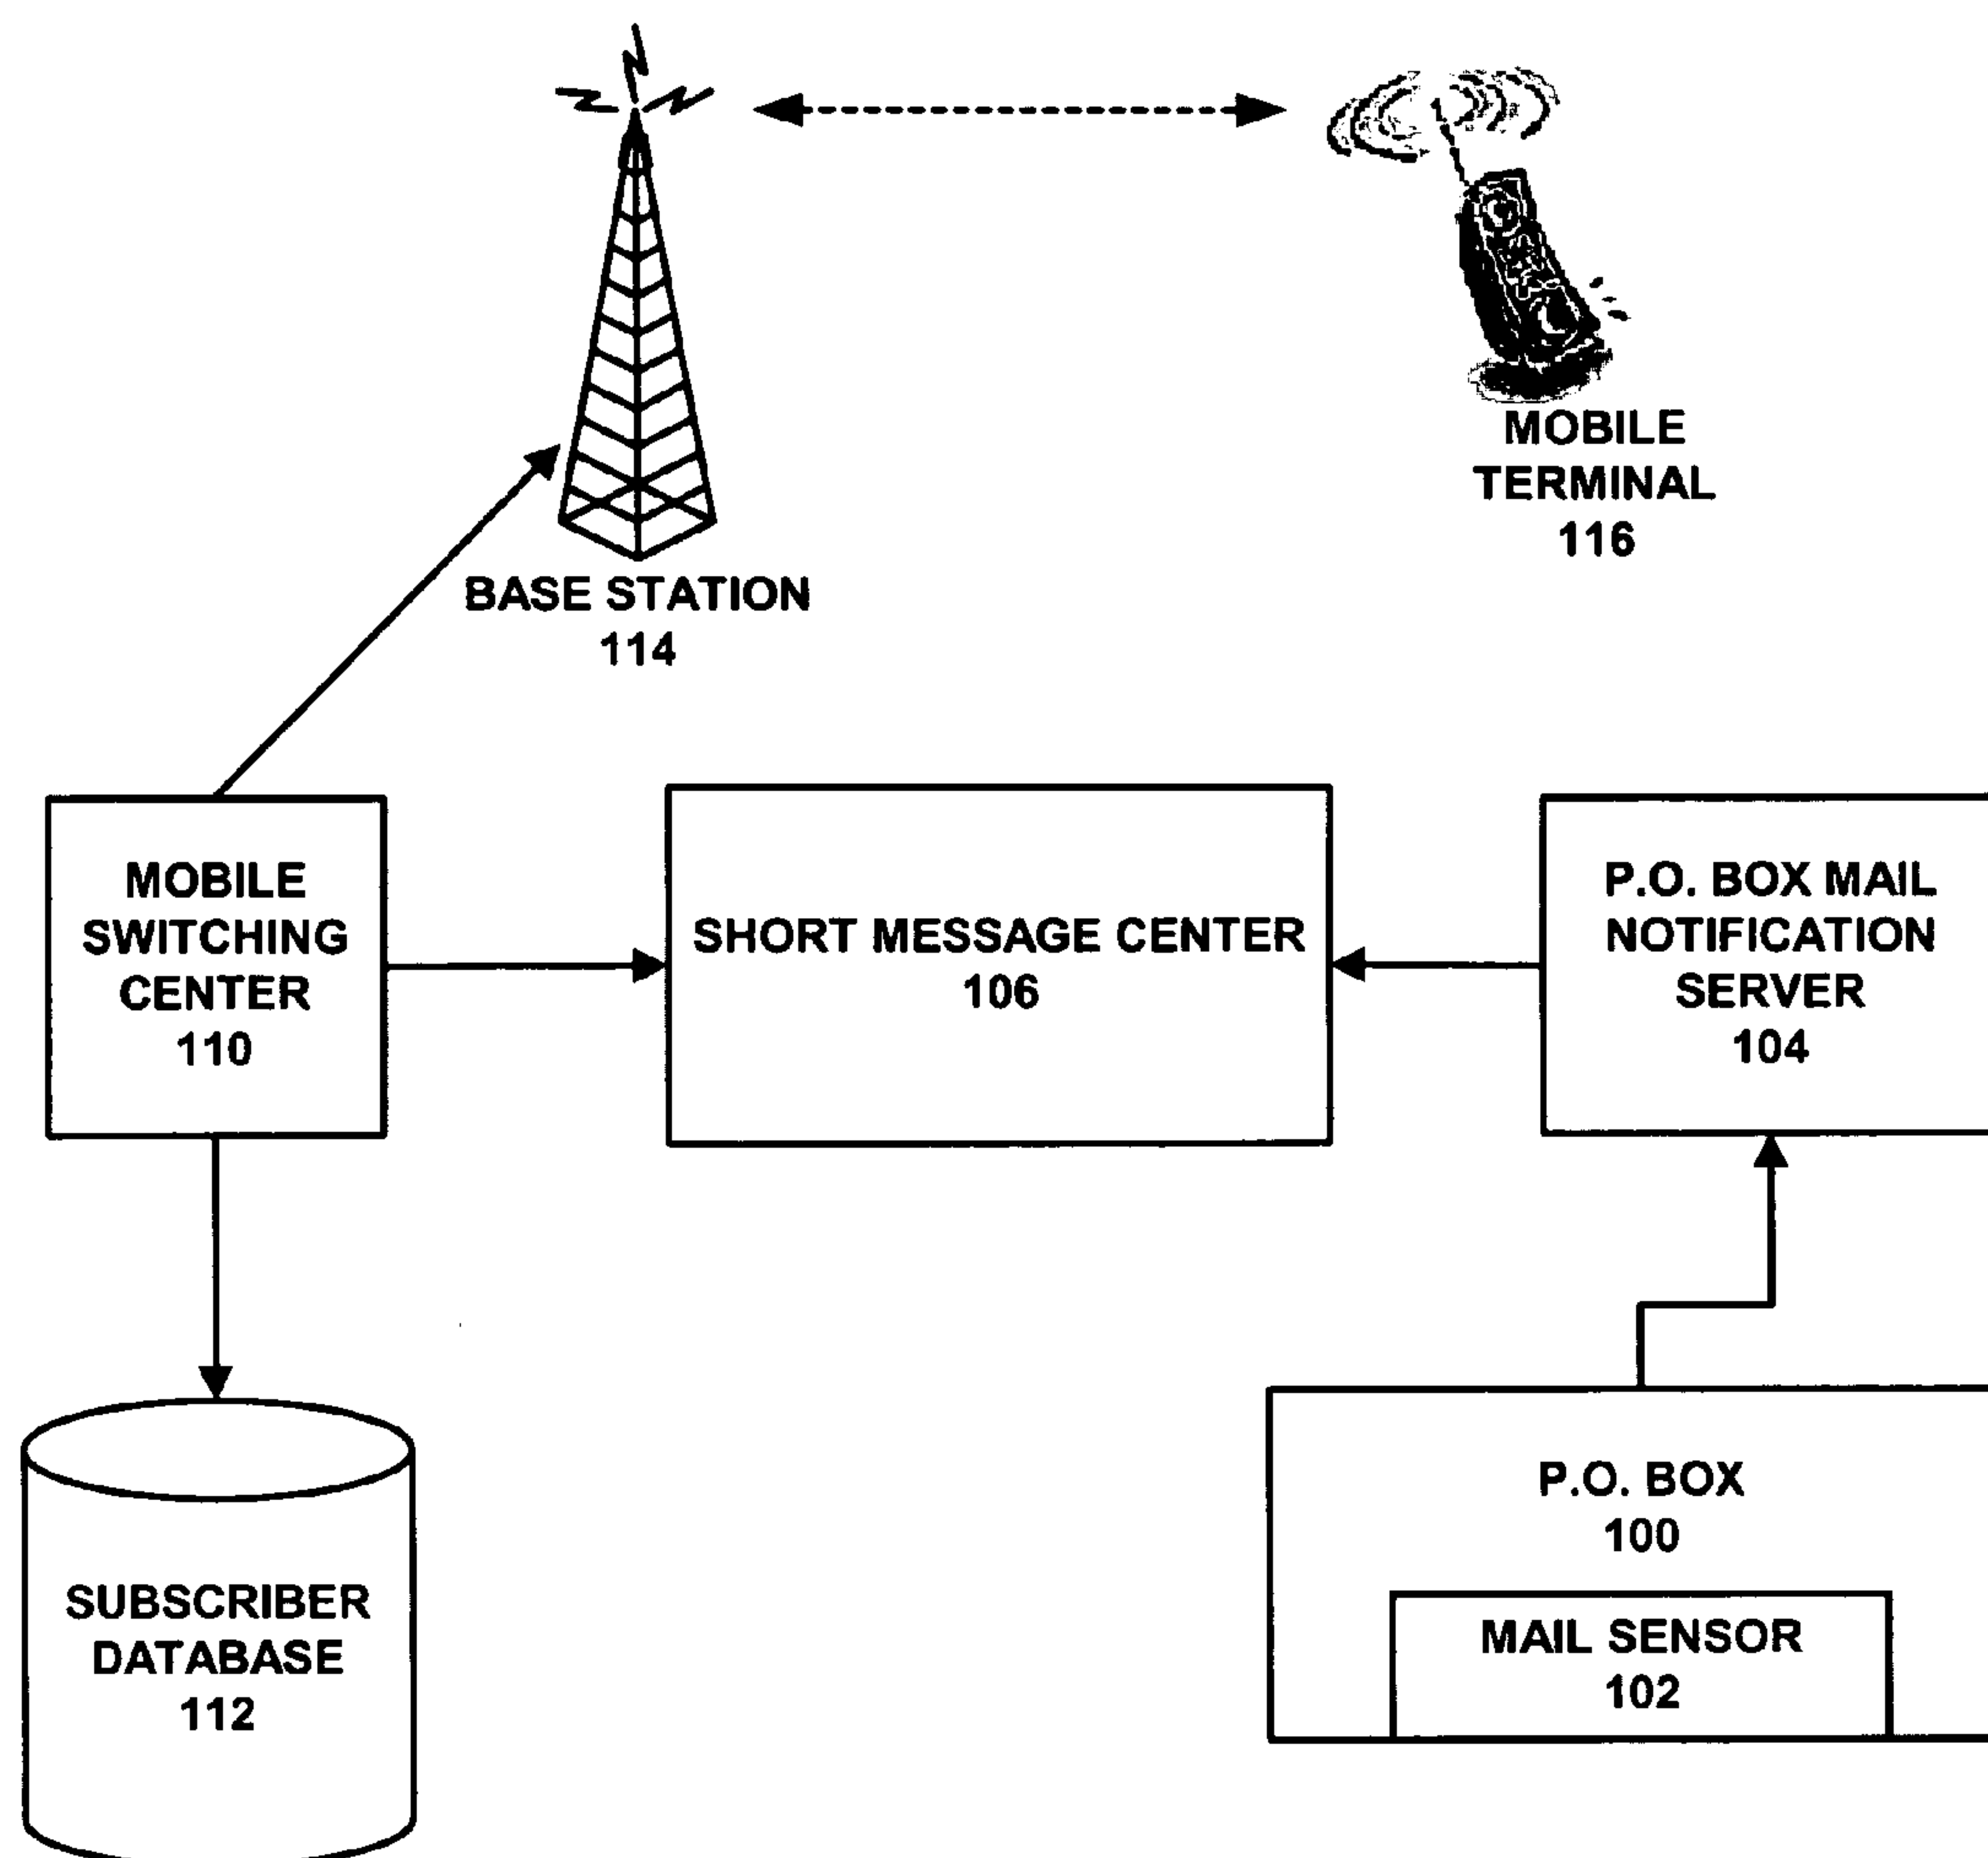 MOBILE
TERMINAL
116
BASE STATION
114
MOBILE
SWITCHING
CENTER
110
SHORT MESSAGE CENTER
106
P.O. BOX MAIL
NOTIFICATION
SERVER
104
P.O. BOX
100
MAIL SENSOR
102
SUBSCRIBER
DATABASE
112